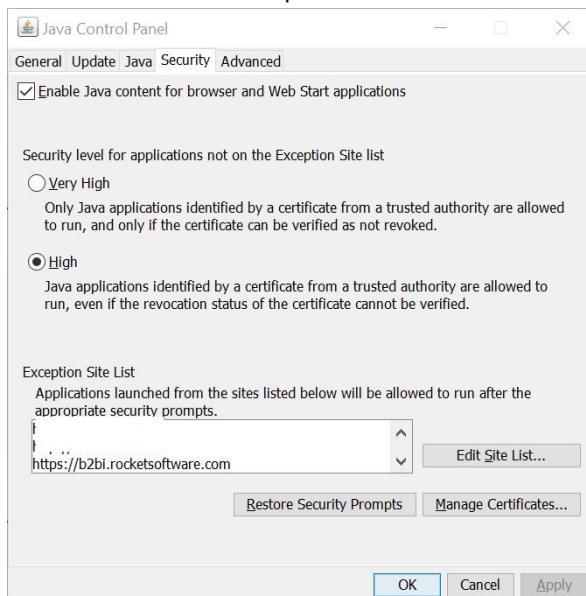 Java Control Panel
General Update Java Security Advanced
Enable Java content for browser and Web Start applications
Security level for applications not on the Exception Site list
Very High
Only Java applications identified by a certificate from a trusted authority are allowed
to run, and only if the certificate can be verified as not revoked.
High
Java applications identified by a certificate from a trusted authority are allowed to
run, even if the revocation status of the certificate cannot be verified.
Exception Site List
Applications launched from the sites listed below will be allowed to run after the
appropriate security prompts.
https://b2bi.rocketsoftware.com
Edit Site List...
Restore Security Prompts Manage Certificates...
OK Cancel Apply